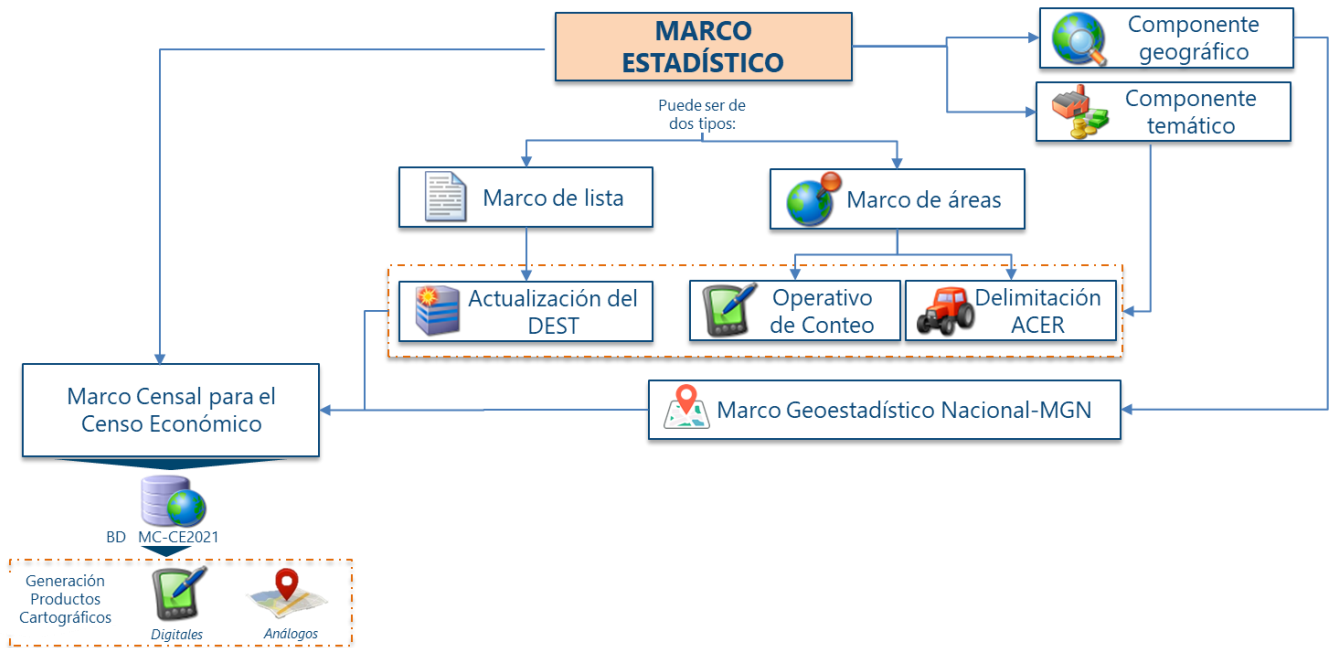 MARCO
ESTADÍSTICO
Componente
geográfico
Componente
temático
Puede ser de
dos tipos:
Marco de lista
Marco de áreas
Actualización del
DEST
Operativo
de Conteo
Delimitación
ACER
Marco Censal para el
Censo Económico
Marco Geoestadístico Nacional-MGN
BD MC-CE2021
Generación
Productos
Cartográficos
Digitales
Análogos